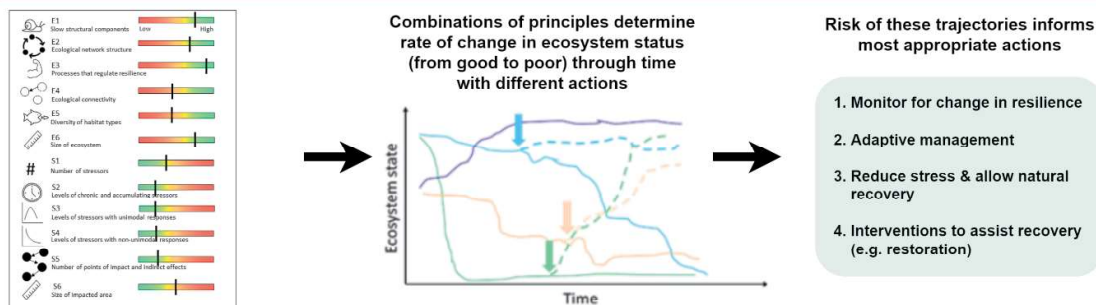 E1
Slow structural components
Low
High
E2
Ecological network structure
E3
Processes that regulate resilience
E4
Ecological connectivity
E5
Diversity of habitat types
E6
Size of ecosystem
#
S1
Number of stressors
S2
Levels of chronic and accumulating stressors
S3
Levels of stressors with unimodal responses
S4
Levels of stressors with non-unimodal responses
S5
Number of points of impact and indirect effects
S6
Size of impacted area
Combinations of principles determine
rate of change in ecosystem status
(from good to poor) through time
with different actions
Ecosystem state
Time
Risk of these trajectories informs
most appropriate actions
1. Monitor for change in resilience
2. Adaptive management
3. Reduce stress & allow natural
recovery
4. Interventions to assist recovery
(e.g. restoration)